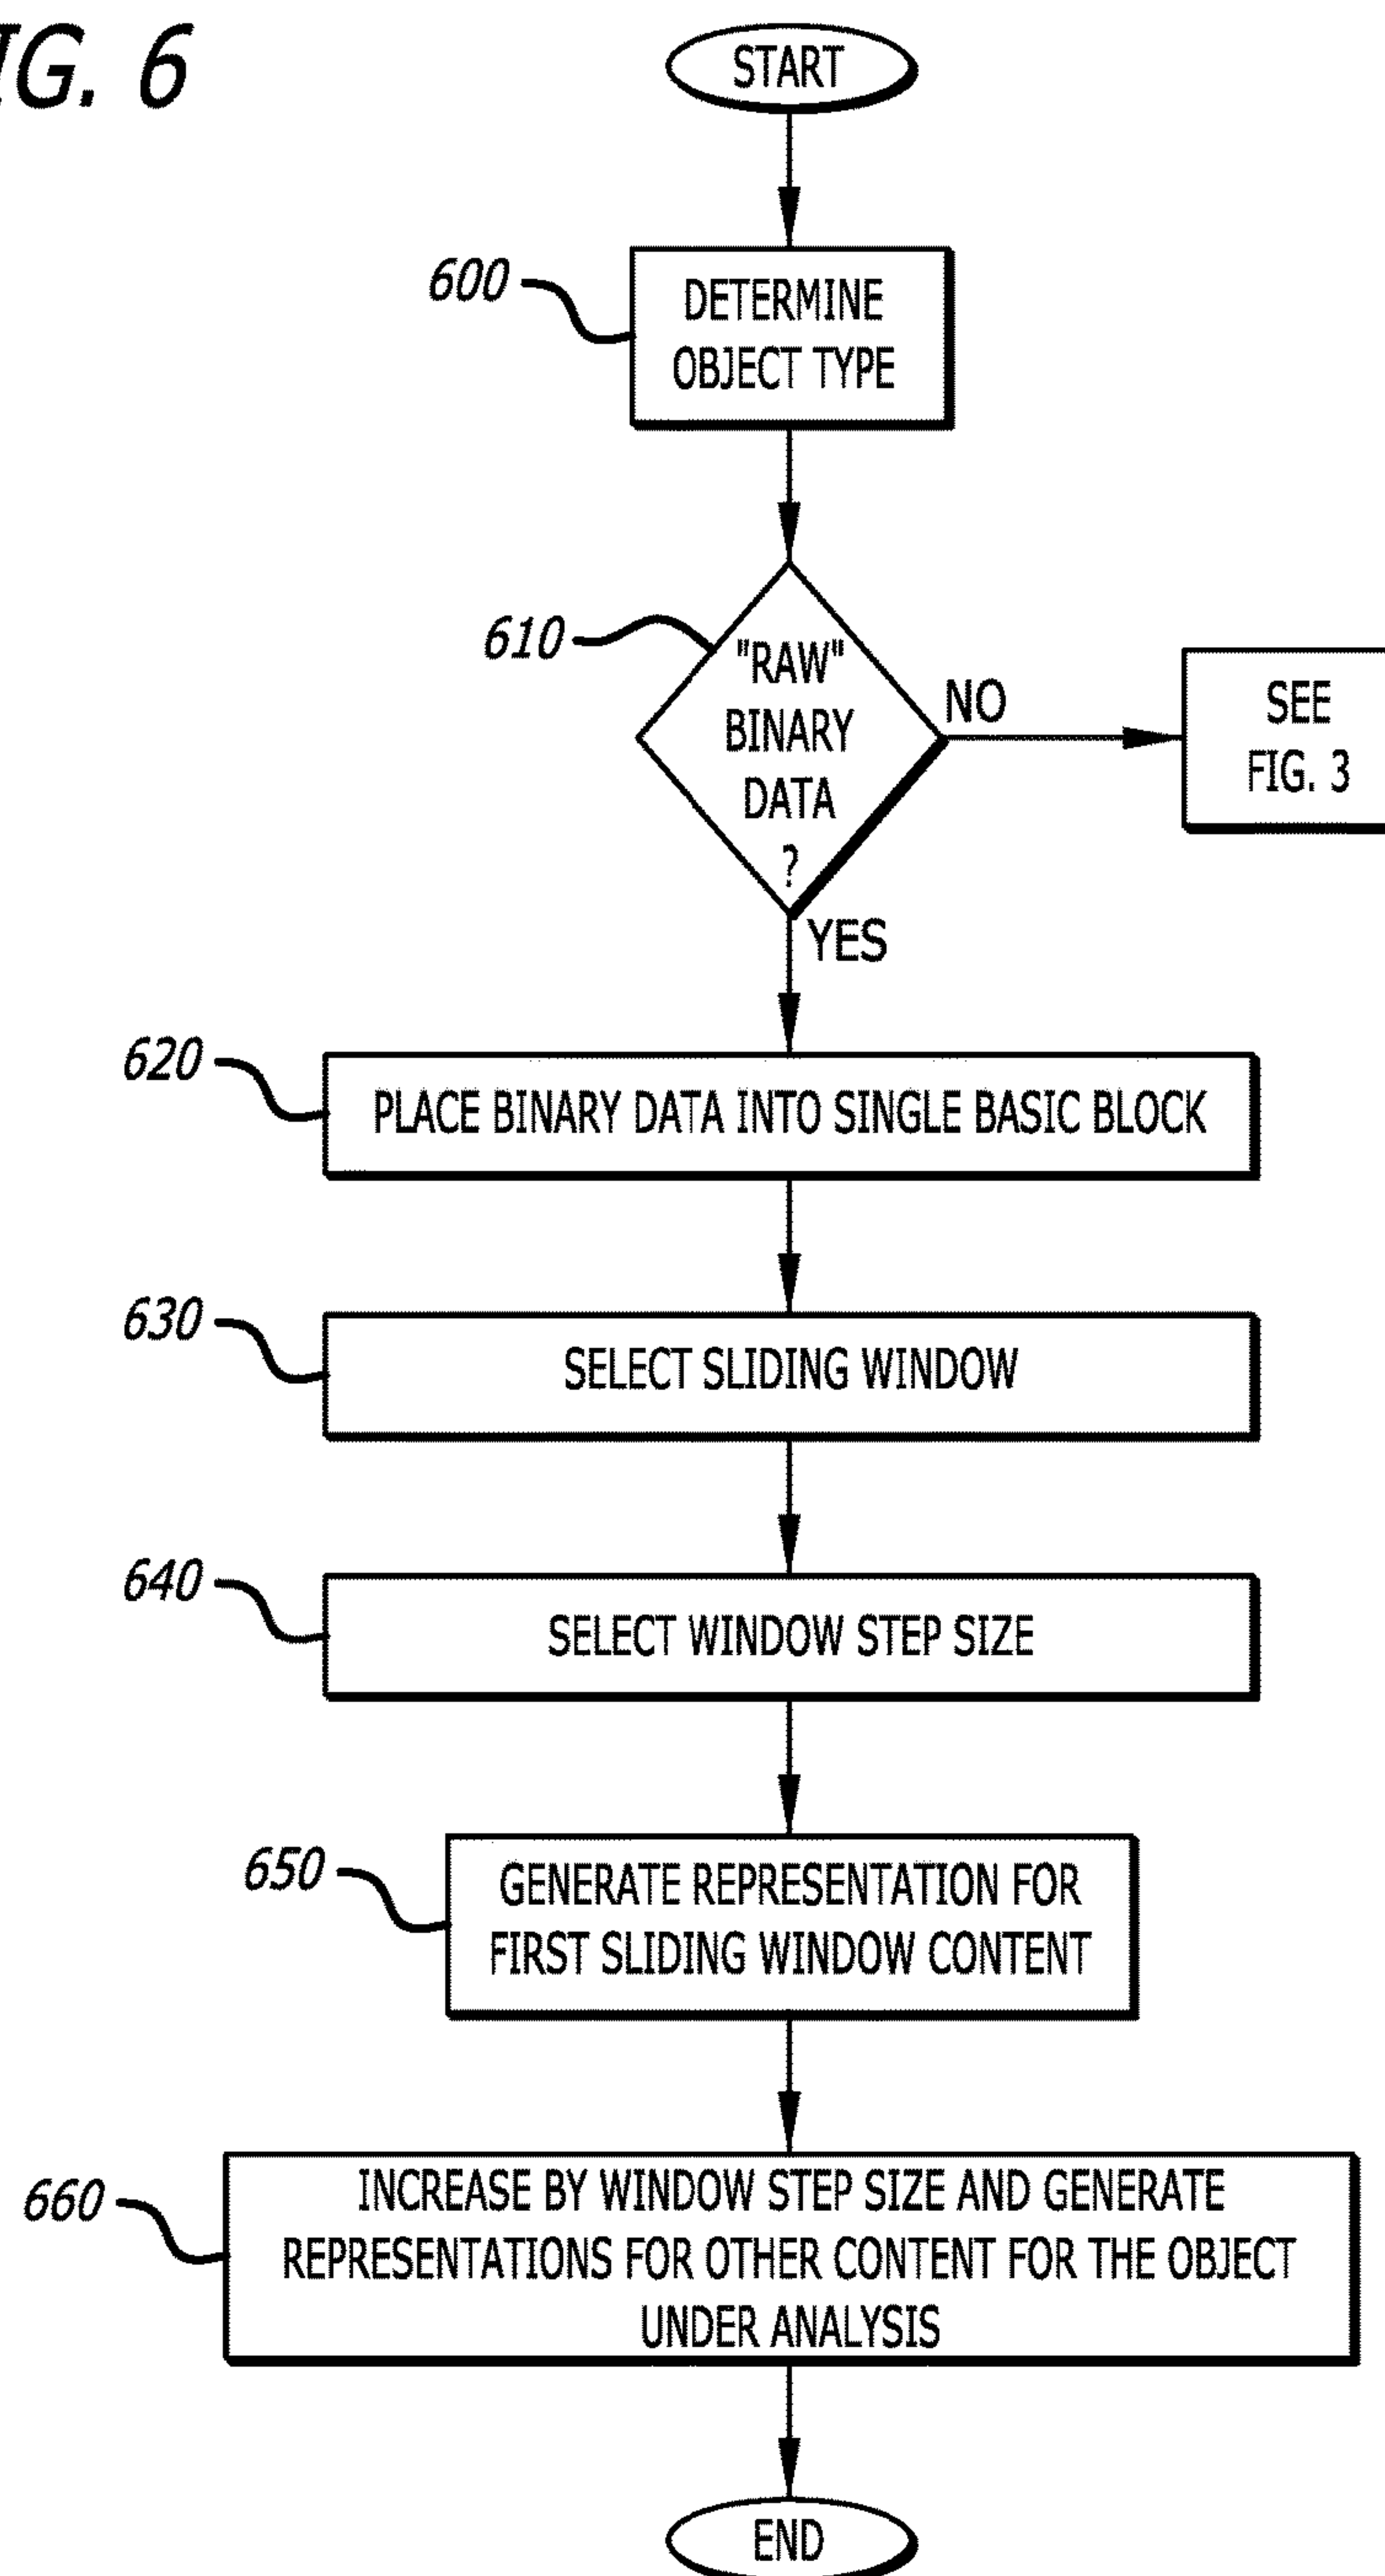 IG. 6
START
600
DETERMINE
OBJECT TYPE
610
"RAW"
BINARY
DATA
?
NO
SEE
FIG. 3
YES
620
PLACE BINARY DATA INTO SINGLE BASIC BLOCK
630
SELECT SLIDING WINDOW
640
SELECT WINDOW STEP SIZE
650
GENERATE REPRESENTATION FOR
FIRST SLIDING WINDOW CONTENT
660
INCREASE BY WINDOW STEP SIZE AND GENERATE
REPRESENTATIONS FOR OTHER CONTENT FOR THE OBJECT
UNDER ANALYSIS
END